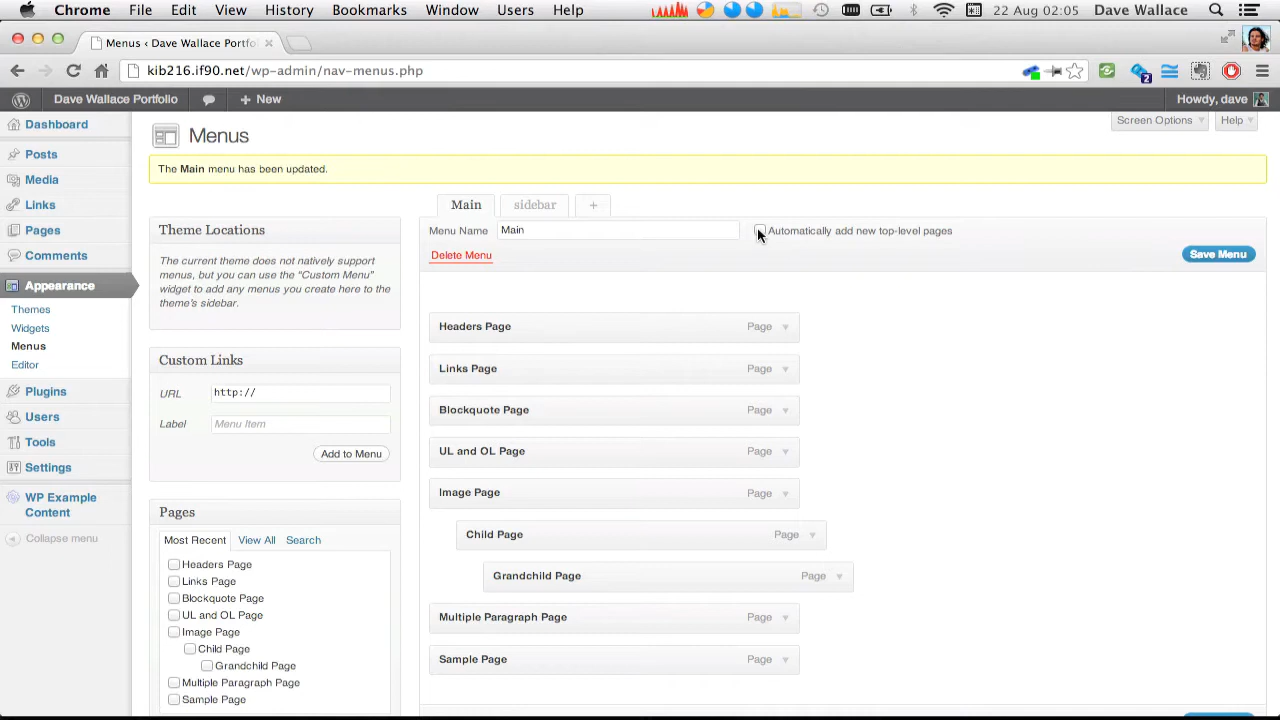 Chrome File Edit View History Bookmarks Window Users Help 22 Aug 02:05 Dave Wallace
Menus ‹ Dave Wallace Portfo
kib216.if90.net/wp-admin/nav-menus.php
2
Dave Wallace Portfolio + New Howdy, dave
Screen Options Help
Dashboard
Posts
Media
Links
Pages
Comments
Appearance
Themes
Widgets
Menus
Editor
Plugins
Users
Tools
Settings
WP Example
Content
Collapse menu
Menus
The Main menu has been updated.
Theme Locations
The current theme does not natively support
menus, but you can use the "Custom Menu"
widget to add any menus you create here to the
theme's sidebar.
Custom Links
URL http://
Label Menu Item
Add to Menu
Pages
Most Recent View All Search
Headers Page
Links Page
Blockquote Page
UL and OL Page
Image Page
Child Page
Grandchild Page
Multiple Paragraph Page
Sample Page
Main sidebar +
Menu Name Main Automatically add new top-level pages
Delete Menu Save Menu
Headers Page Page
Links Page Page
Blockquote Page Page
UL and OL Page Page
Image Page Page
Child Page Page
Grandchild Page Page
Multiple Paragraph Page Page
Sample Page Page